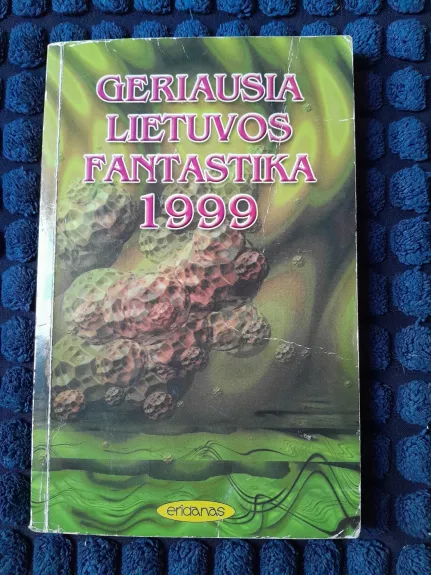 GERIAUSIA
LIETUVOS
FANTASTIKA
1999
eridanas